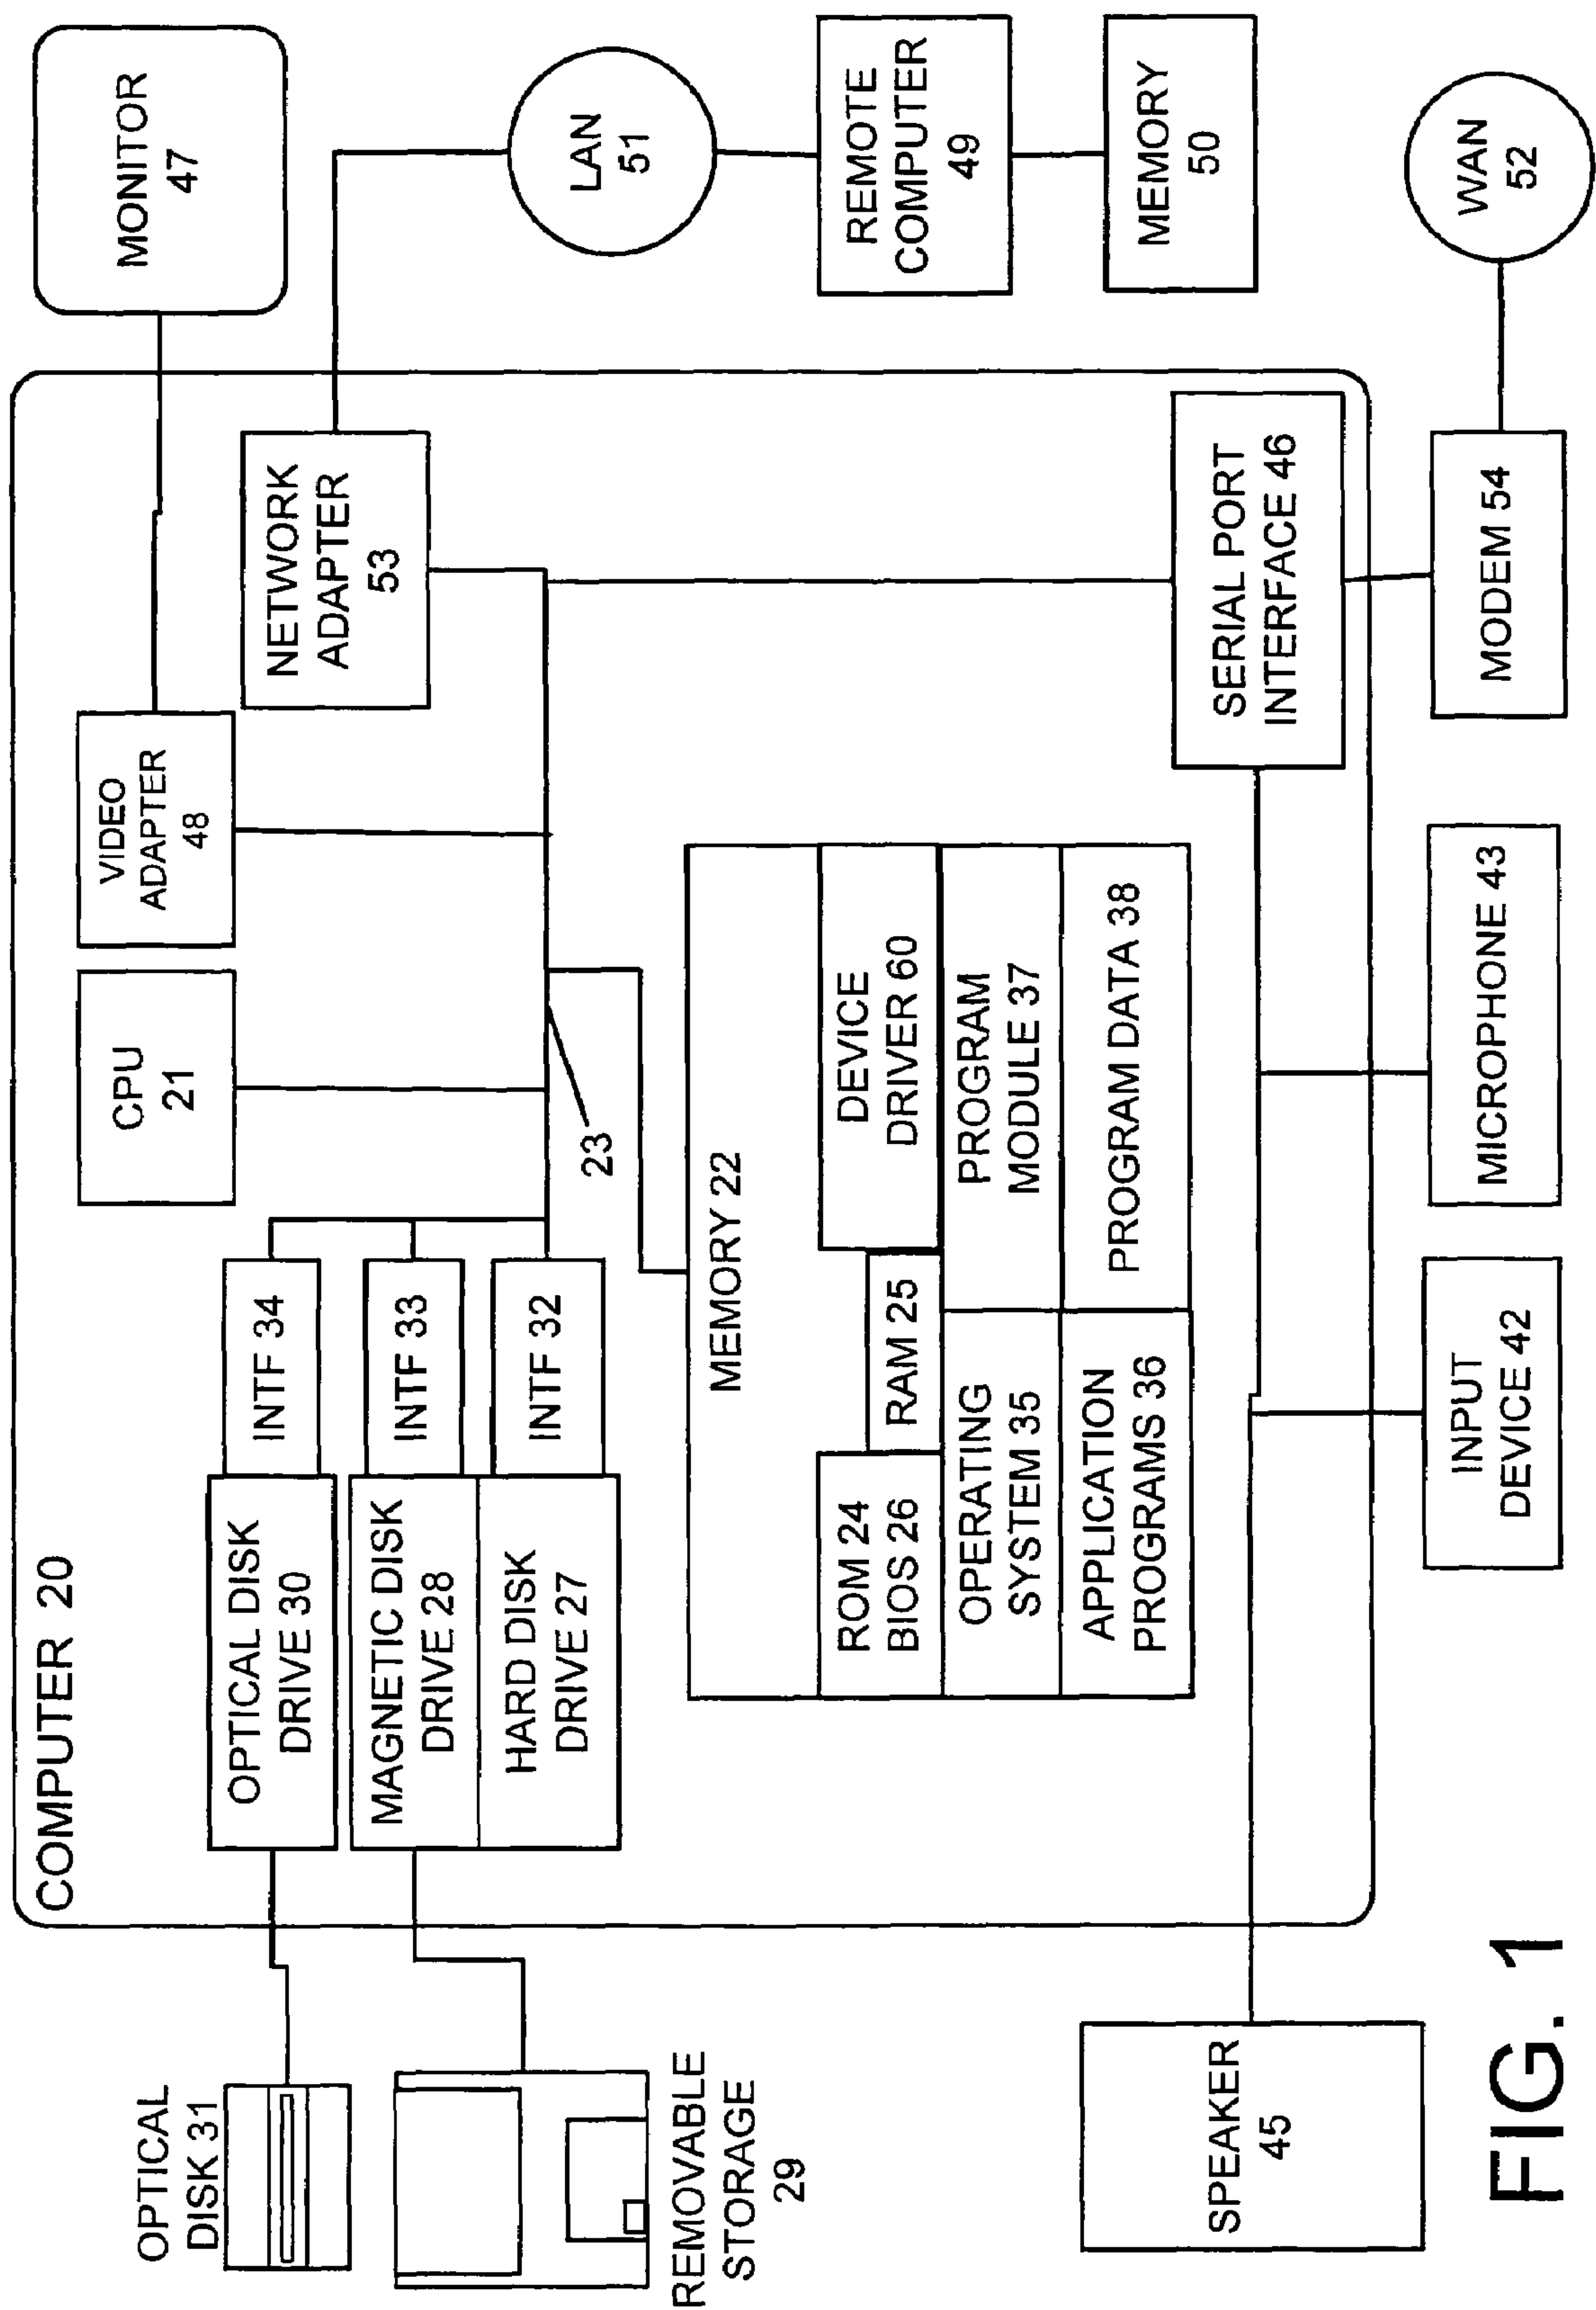 COMPUTER 20
OPTICAL
DISK 31
REMOVABLE
STORAGE
29
OPTICAL DISK
DRIVE 30
MAGNETIC DISK
DRIVE 28
HARD DISK
DRIVE 27
INTF 34
INTF 33
INTF 32
CPU
21
VIDEO
ADAPTER
48
NETWORK
ADAPTER
53
MONITOR
47
23
LAN
51
REMOTE
COMPUTER
49
MEMORY
50
MEMORY 22
ROM 24
BIOS 26
RAM 25
DEVICE
DRIVER 60
OPERATING
SYSTEM 35
PROGRAM
MODULE 37
APPLICATION
PROGRAMS 36
PROGRAM DATA 38
SERIAL PORT
INTERFACE 46
SPEAKER
45
INPUT
DEVICE 42
MICROPHONE 43
MODEM 54
WAN
52
FIG. 1